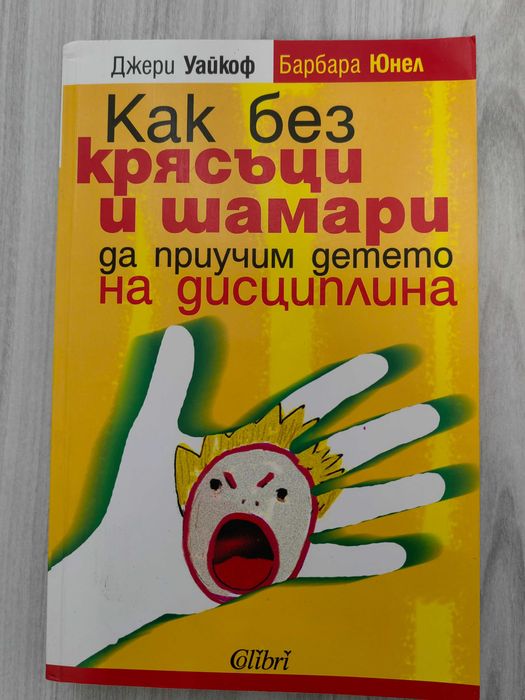 Джери Уайкоф Барбара Юнел
Как без
крясъци
и шамари
да приучим детето
на дисциплина
Colibri